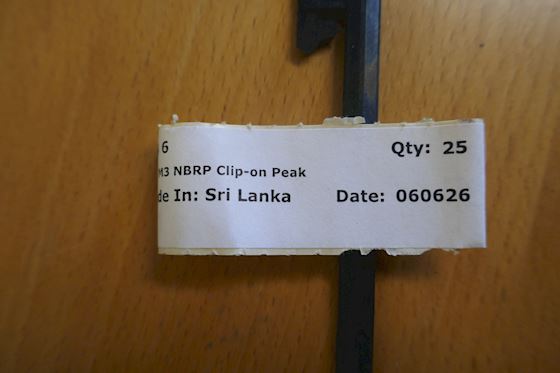 6 Qty: 25
M3 NBRP Clip-on Peak
de In: Sri Lanka Date: 060626